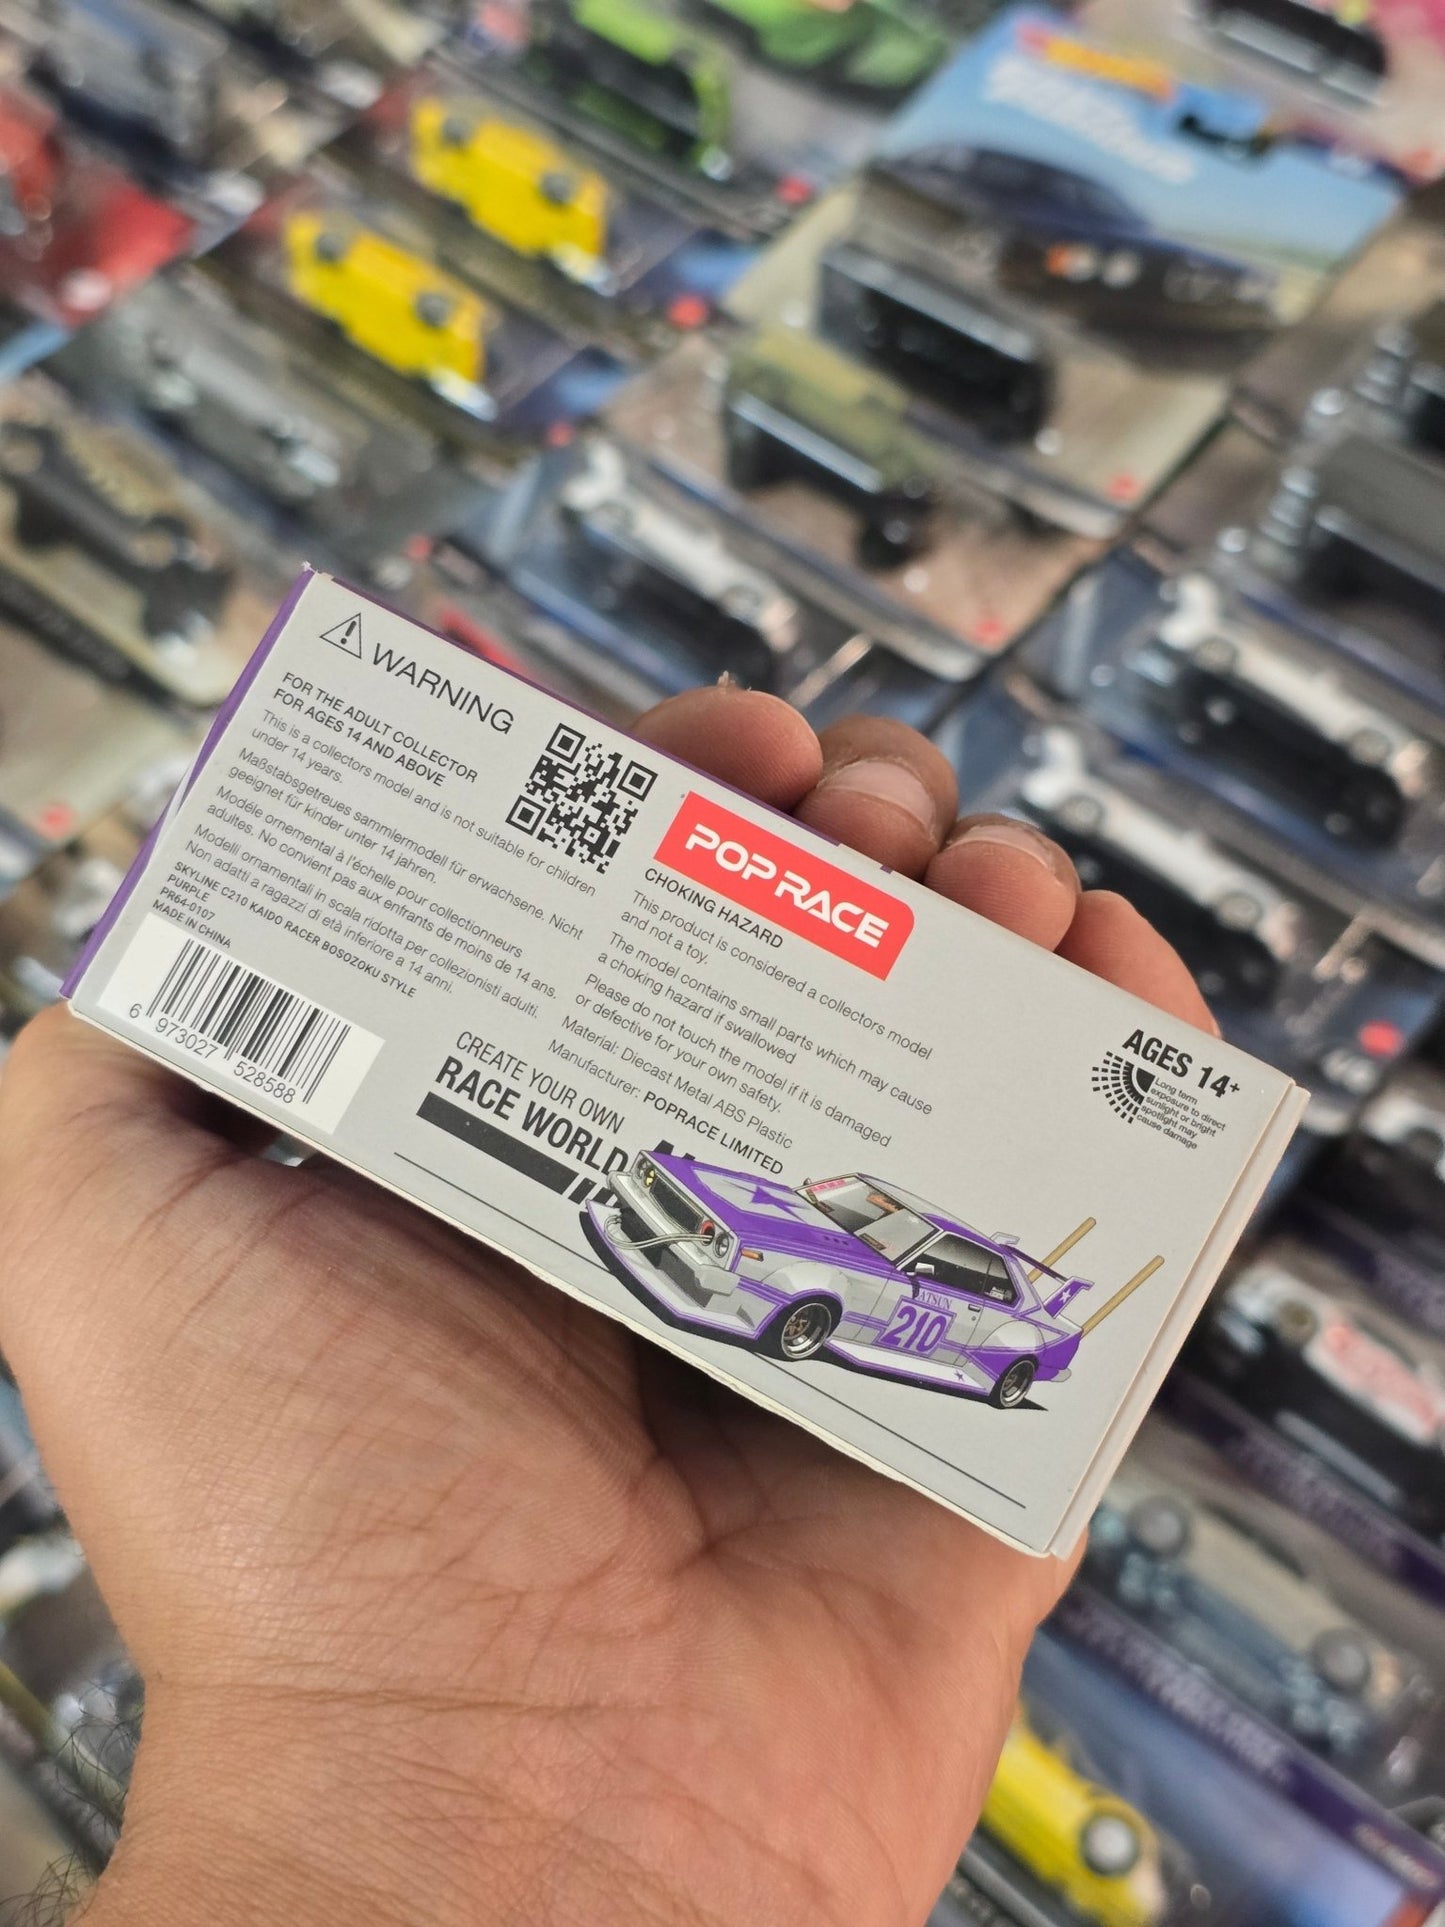 WARNING
FOR THE ADULT COLLECTOR
FOR AGES 14 AND ABOVE
This is a collectors model and is not suitable for children
under 14 years.
Maßstabsgetreues sammlermodell für erwachsene. Nicht
geeignet für kinder unter 14 jahren.
Modéle ornemental à l'échelle pour collectionneurs
adultes. No convient pas aux enfrants de moins de 14 ans.
Modelli ornamentali in scala ridotta per collezionisti adulti.
Non adatti a ragazzi di età inferiore a 14 anni.
SKYLINE C210 KAIDO RACER BOSOZOKU STYLE
PURPLE
PR64-0107
MADE IN CHINA
6 973027 528588
POP RACE
CHOKING HAZARD
This product is considered a collectors model
and not a toy.
The model contains small parts which may cause
a choking hazard if swallowed
Please do not touch the model if it is damaged
or defective for your own safety.
Material: Diecast Metal ABS Plastic
Manufacturer: POPRACE LIMITED
CREATE YOUR OWN
RACE WORLD
AGES 14+
Long term
exposure to direct
sunlight or bright
spotlight may
cause damage
210